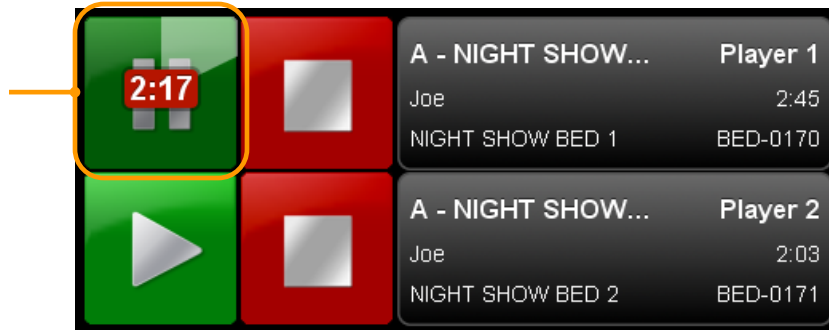 2:17
A - NIGHT SHOW... Player 1
Joe 2:45
NIGHT SHOW BED 1 BED-0170
A - NIGHT SHOW... Player 2
Joe 2:03
NIGHT SHOW BED 2 BED-0171